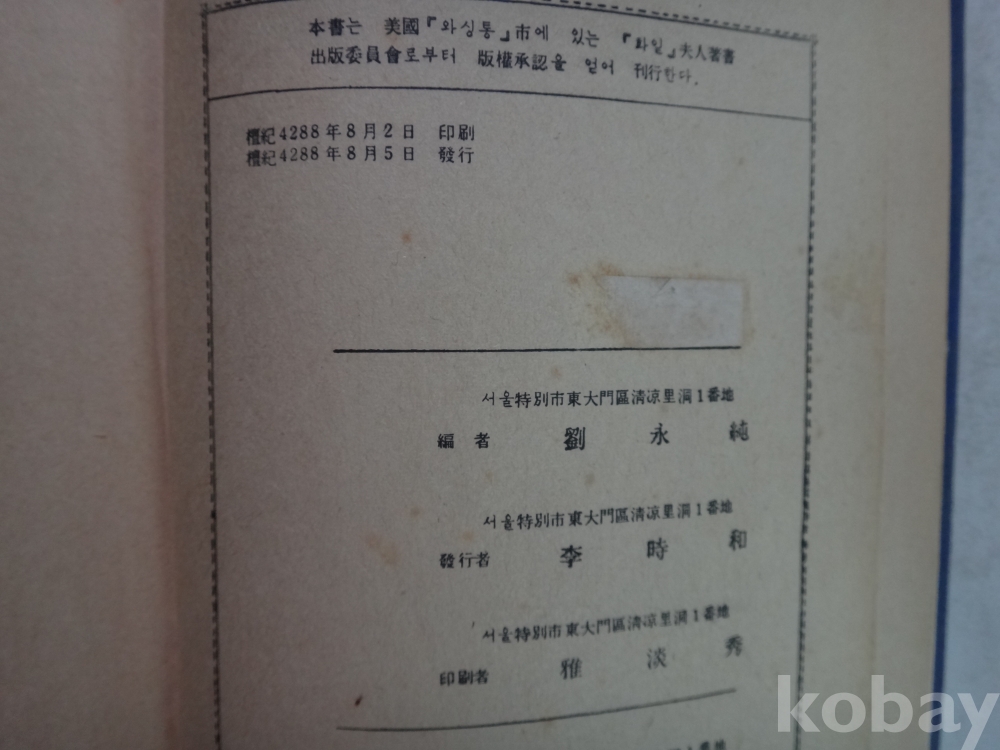 本書는 美國『와싱톤』市에 있는 『화잍』夫人著書
出版委員會로부터 版權承認을 얻어 刊行한다.
檀紀4288年8月2日 印刷
檀紀4288年8月5日 發行
서울特別市東大門區淸凉里洞1番地
編者 劉永純
서울特別市東大門區淸凉里洞1番地
發行者 李時和
서울特別市東大門區淸凉里洞1番地
印刷者 雅淡秀
kobay